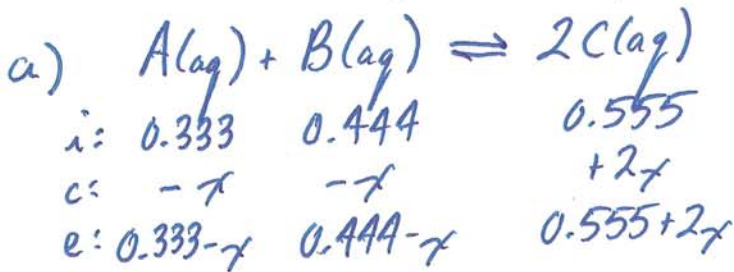 a) A(aq) + B(aq) ⇌ 2C(aq)
i: 0.333 0.444 0.555
c: -x -x +2x
e: 0.333-x 0.444-x 0.555+2x